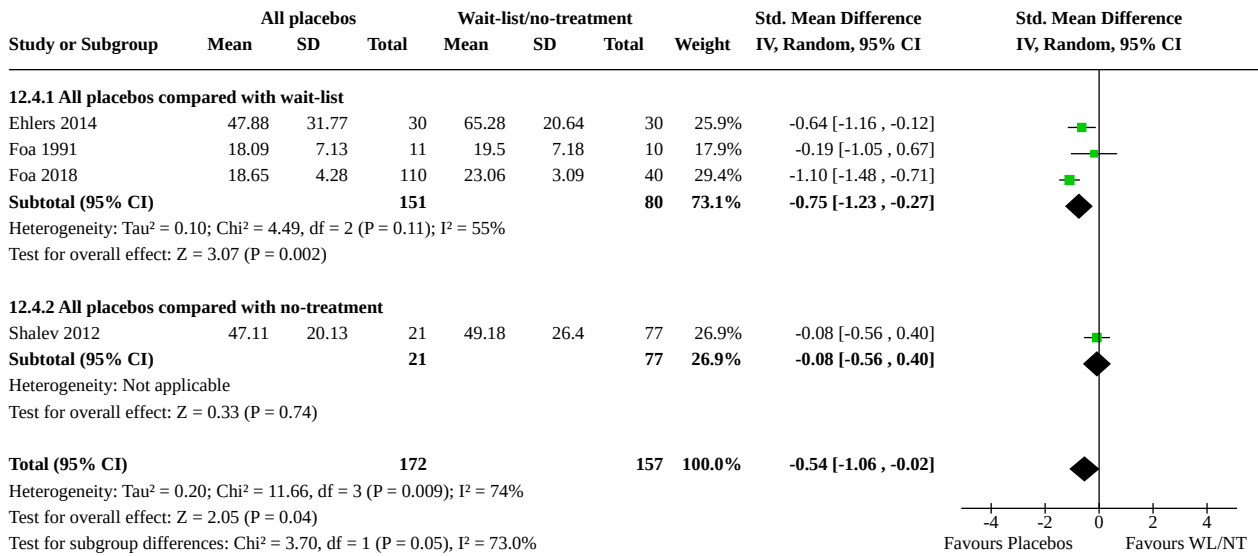 All placebos Wait-list/no-treatment Std. Mean Difference Std. Mean Difference
Study or Subgroup Mean SD Total Mean SD Total Weight IV, Random, 95% CI IV, Random, 95% CI
12.4.1 All placebos compared with wait-list
Ehlers 2014 47.88 31.77 30 65.28 20.64 30 25.9% -0.64 [-1.16 , -0.12]
Foa 1991 18.09 7.13 11 19.5 7.18 10 17.9% -0.19 [-1.05 , 0.67]
Foa 2018 18.65 4.28 110 23.06 3.09 40 29.4% -1.10 [-1.48 , -0.71]
Subtotal (95% CI) 151 80 73.1% -0.75 [-1.23 , -0.27]
Heterogeneity: Tau² = 0.10; Chi² = 4.49, df = 2 (P = 0.11); I² = 55%
Test for overall effect: Z = 3.07 (P = 0.002)
12.4.2 All placebos compared with no-treatment
Shalev 2012 47.11 20.13 21 49.18 26.4 77 26.9% -0.08 [-0.56 , 0.40]
Subtotal (95% CI) 21 77 26.9% -0.08 [-0.56 , 0.40]
Heterogeneity: Not applicable
Test for overall effect: Z = 0.33 (P = 0.74)
Total (95% CI) 172 157 100.0% -0.54 [-1.06 , -0.02]
Heterogeneity: Tau² = 0.20; Chi² = 11.66, df = 3 (P = 0.009); I² = 74%
Test for overall effect: Z = 2.05 (P = 0.04) -4 -2 0 2 4
Test for subgroup differences: Chi² = 3.70, df = 1 (P = 0.05), I² = 73.0% Favours Placebos Favours WL/NT